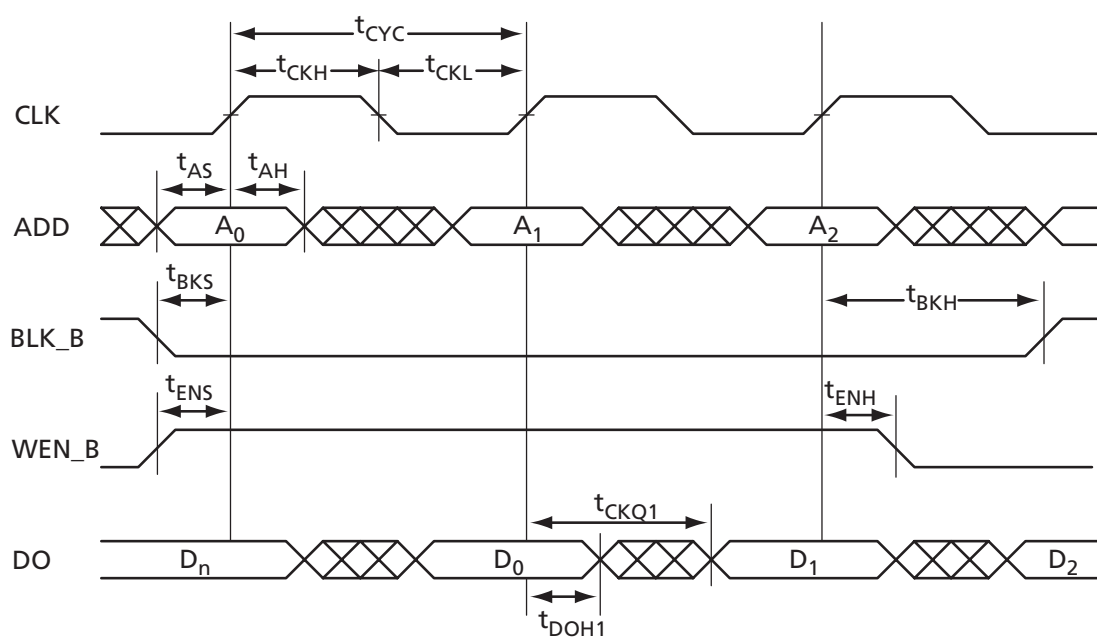 tCYC
tCKH tCKL
CLK
tAS tAH
ADD A0 A1 A2
tBKS tBKH
BLK_B
tENS tENH
WEN_B
tCKQ1
DO Dn D0 D1 D2
tDOH1